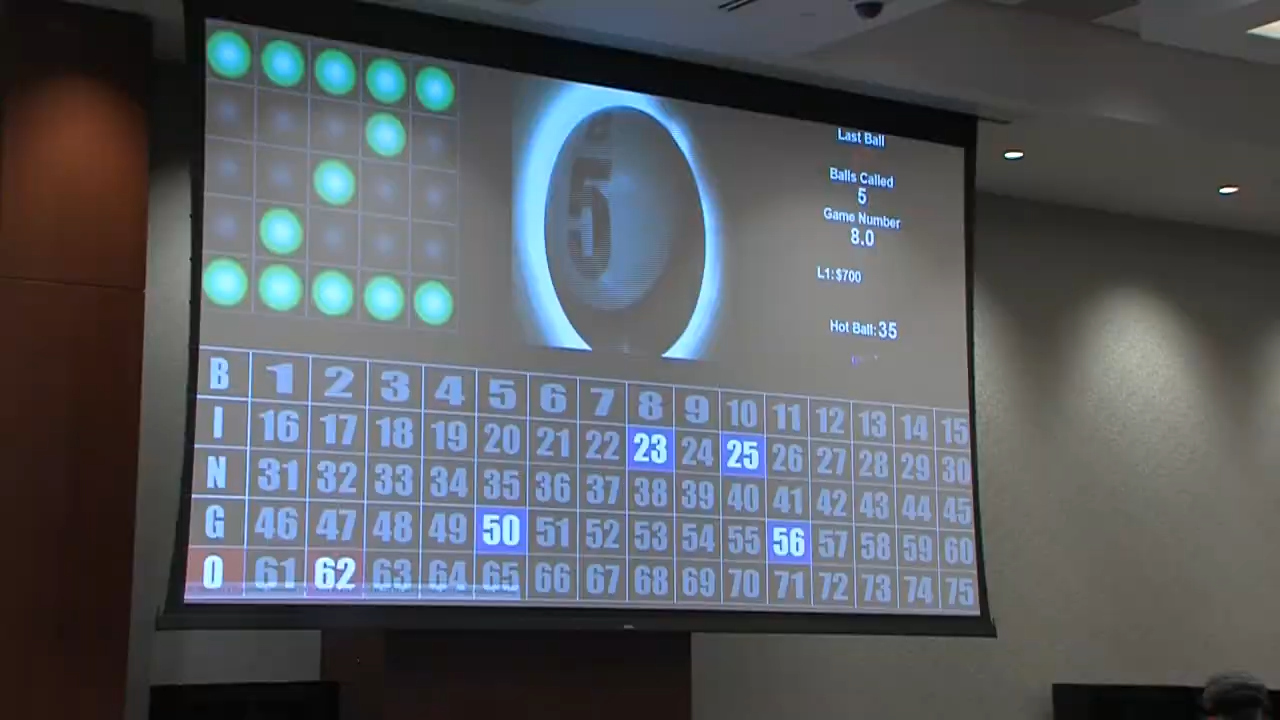 5
Last Ball
Balls Called
5
Game Number
8.0
L1:$700
Hot Ball: 35
B 1 2 3 4 5 6 7 8 9 10 11 12 13 14 15
I 16 17 18 19 20 21 22 23 24 25 26 27 28 29 30
N 31 32 33 34 35 36 37 38 39 40 41 42 43 44 45
G 46 47 48 49 50 51 52 53 54 55 56 57 58 59 60
O 61 62 63 64 65 66 67 68 69 70 71 72 73 74 75